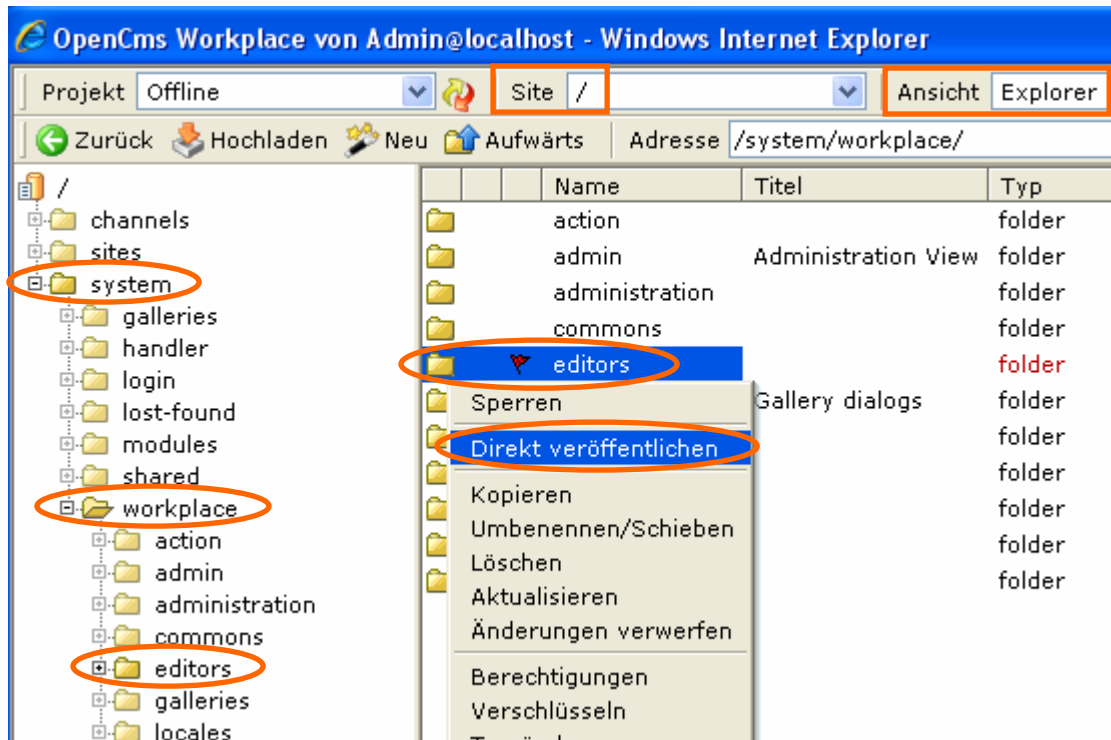 OpenCms Workplace von Admin@localhost - Windows Internet Explorer
Projekt Offline Site / Ansicht Explorer
Zurück Hochladen Neu Aufwärts Adresse /system/workplace/
/
channels
sites
system
galleries
handler
login
lost-found
modules
shared
workplace
action
admin
administration
commons
editors
galleries
locales
Name Titel Typ
action folder
admin Administration View folder
administration folder
commons folder
editors folder
Gallery dialogs folder
folder
folder
folder
folder
folder
Sperren
Direkt veröffentlichen
Kopieren
Umbenennen/Schieben
Löschen
Aktualisieren
Änderungen verwerfen
Berechtigungen
Verschlüsseln